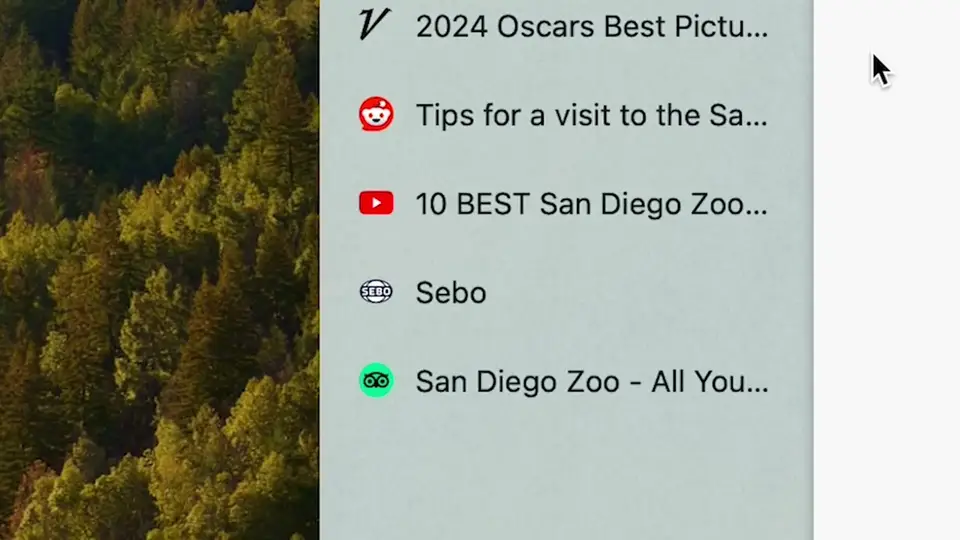 2024 Oscars Best Pictu...
Tips for a visit to the Sa...
10 BEST San Diego Zoo...
SEBO Sebo
San Diego Zoo - All You...